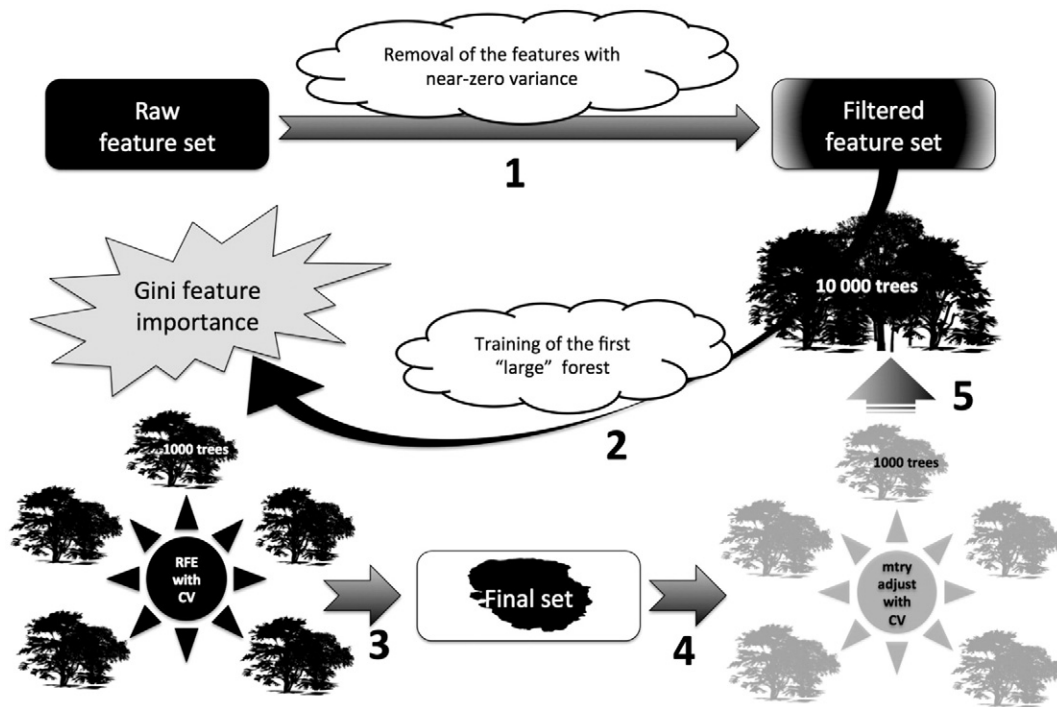 Removal of the features with
near-zero variance
Raw
feature set
Filtered
feature set
1
10 000 trees
Gini feature
importance
Training of the first
“large” forest
2
5
1000 trees
RFE
with
CV
3
Final set
4
1000 trees
mtry
adjust
with
CV